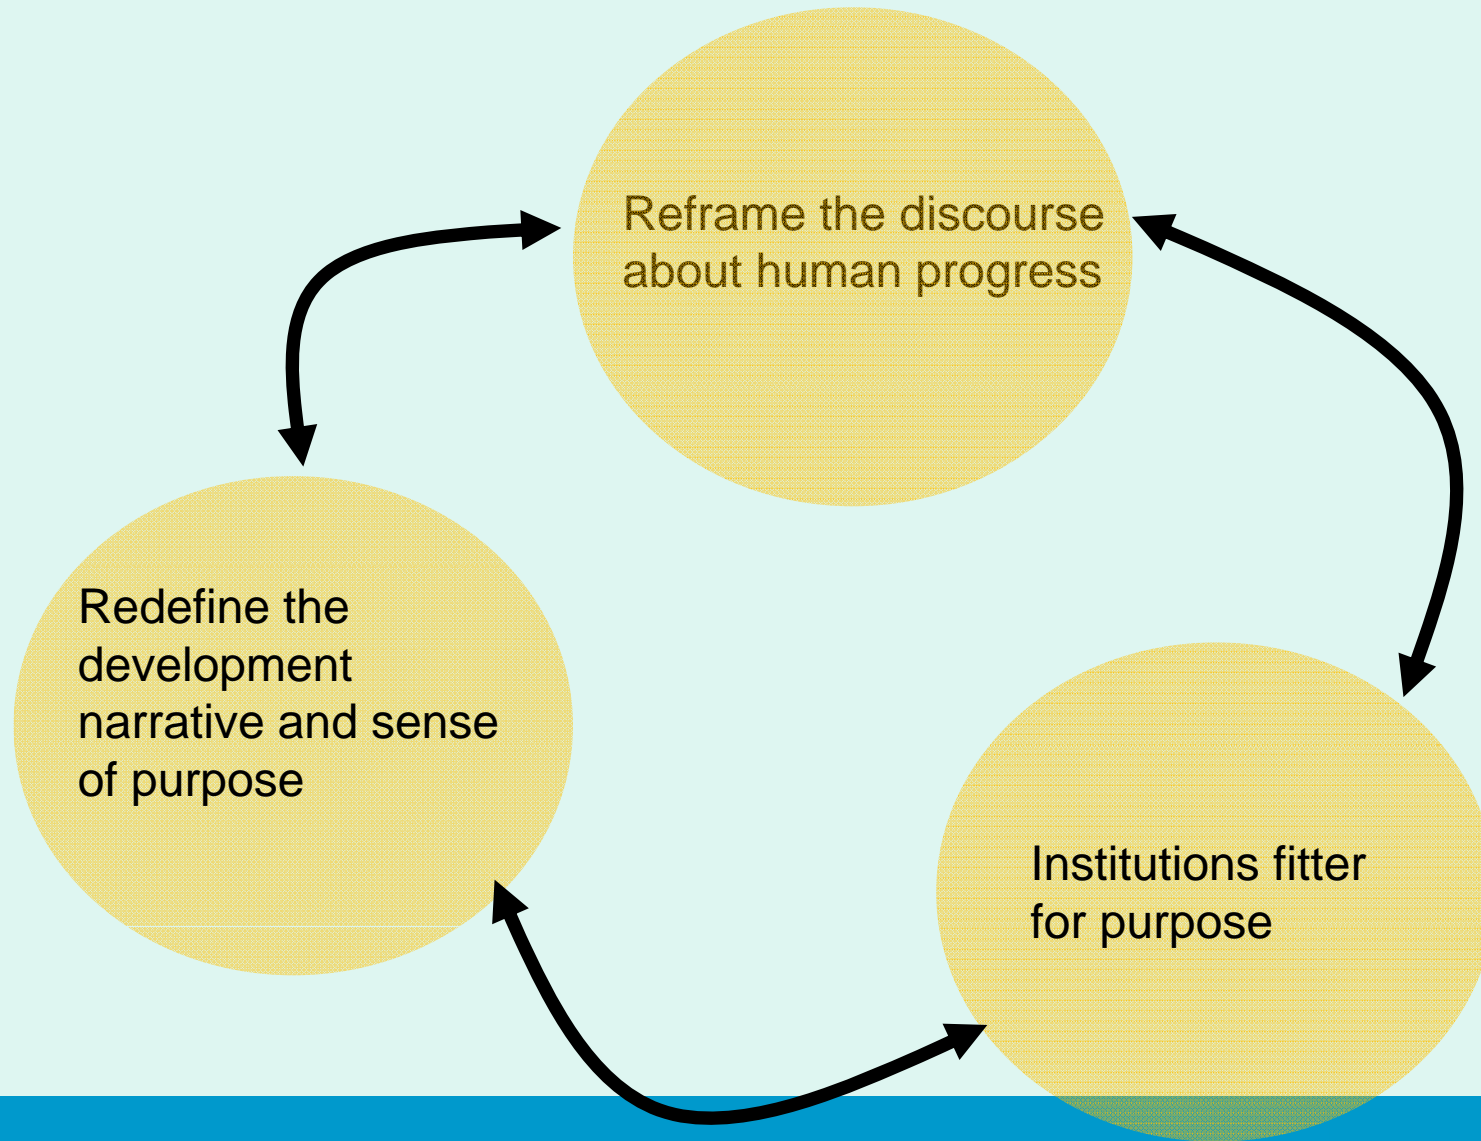 Reframe the discourse
about human progress
Redefine the
development
narrative and sense
of purpose
Institutions fitter
for purpose